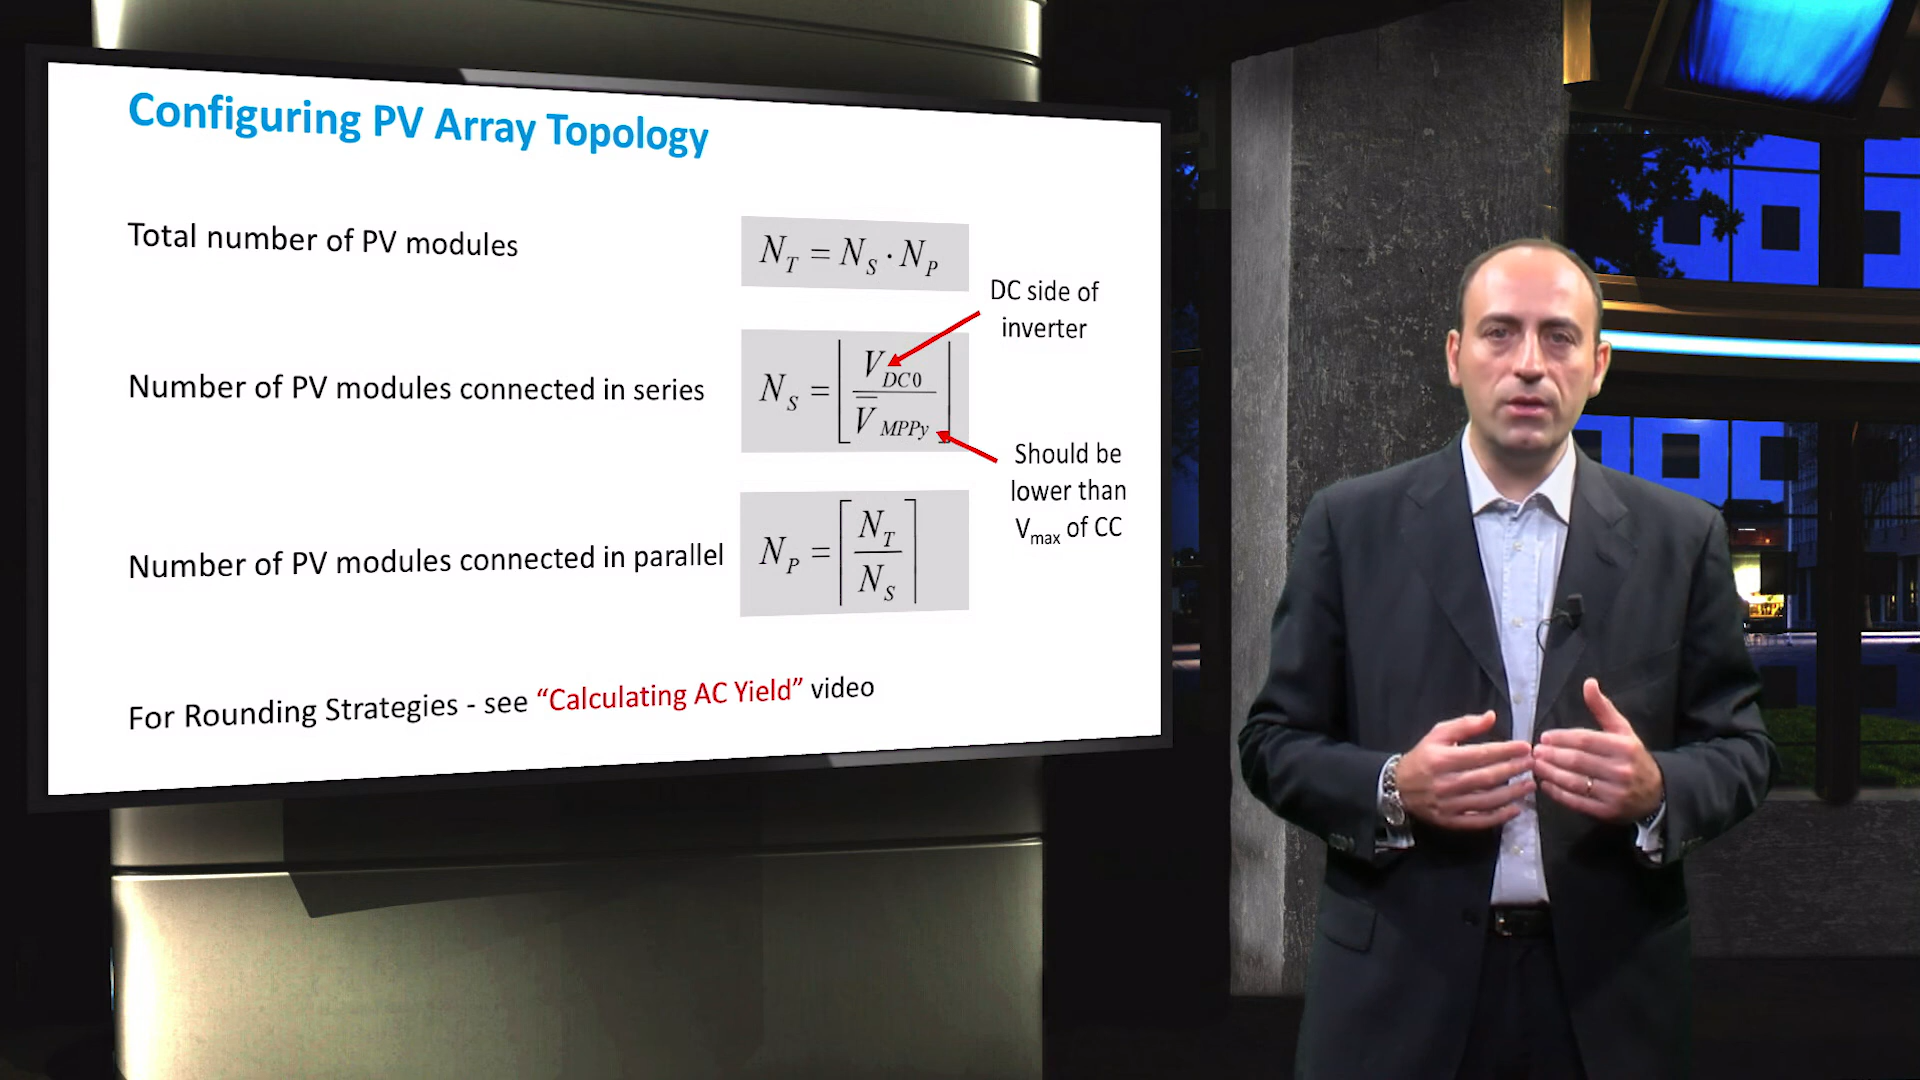 Configuring PV Array Topology
Total number of PV modules
N_T = N_S · N_P
DC side of
inverter
Number of PV modules connected in series
N_S = ⌊V_DC0 / V̅_MPPy⌋
Should be
lower than
V_max of CC
Number of PV modules connected in parallel
N_P = ⌈N_T / N_S⌉
For Rounding Strategies - see “Calculating AC Yield” video